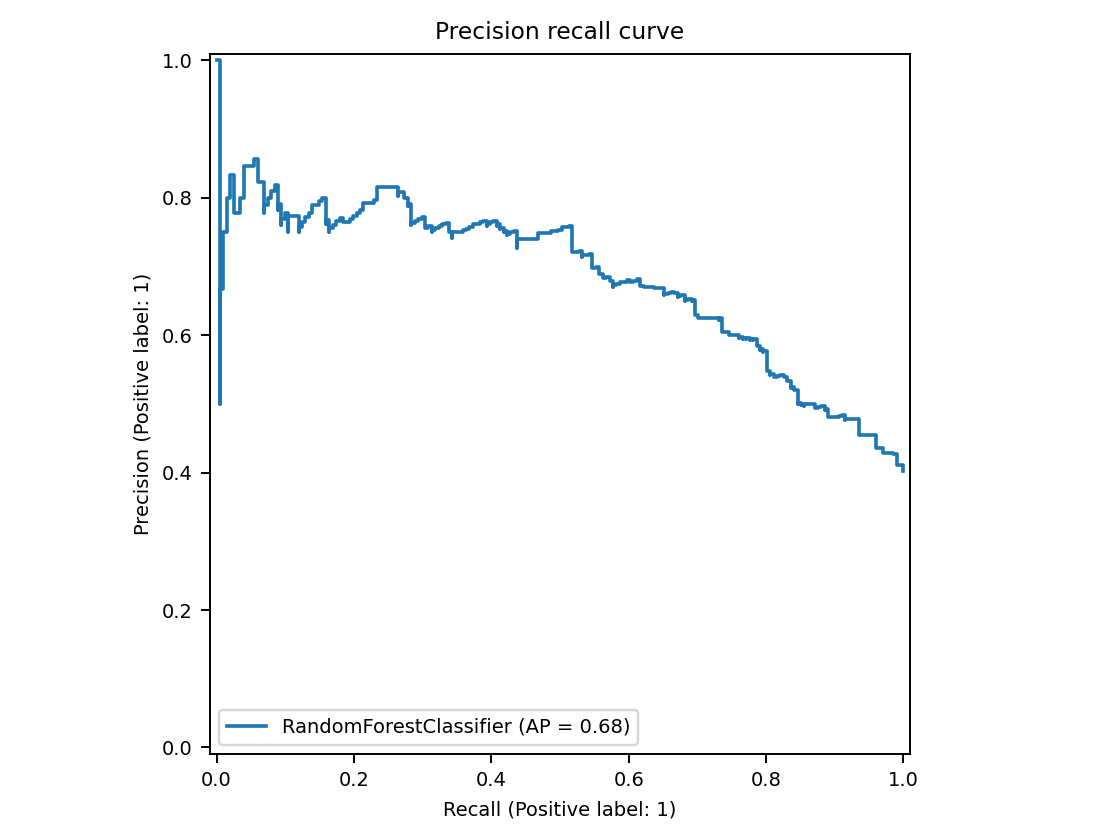 Precision recall curve
1.0
0.8
0.6
0.4
0.2
0.0
Precision (Positive label: 1)
RandomForestClassifier (AP = 0.68)
0.0 0.2 0.4 0.6 0.8 1.0
Recall (Positive label: 1)